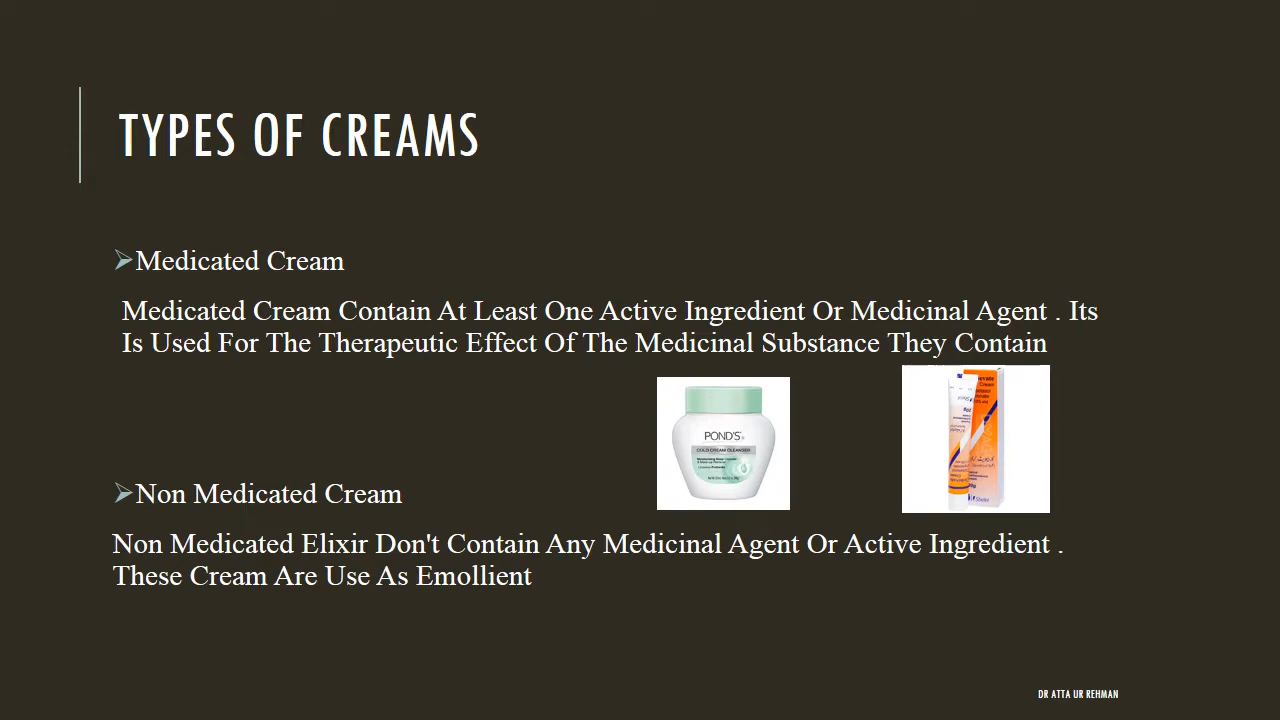 TYPES OF CREAMS
Medicated Cream
Medicated Cream Contain At Least One Active Ingredient Or Medicinal Agent . Its
Is Used For The Therapeutic Effect Of The Medicinal Substance They Contain
POND'S
COLD CREAM CLEANSER
Cream
Non Medicated Cream
Non Medicated Elixir Don't Contain Any Medicinal Agent Or Active Ingredient .
These Cream Are Use As Emollient
DR ATTA UR REHMAN